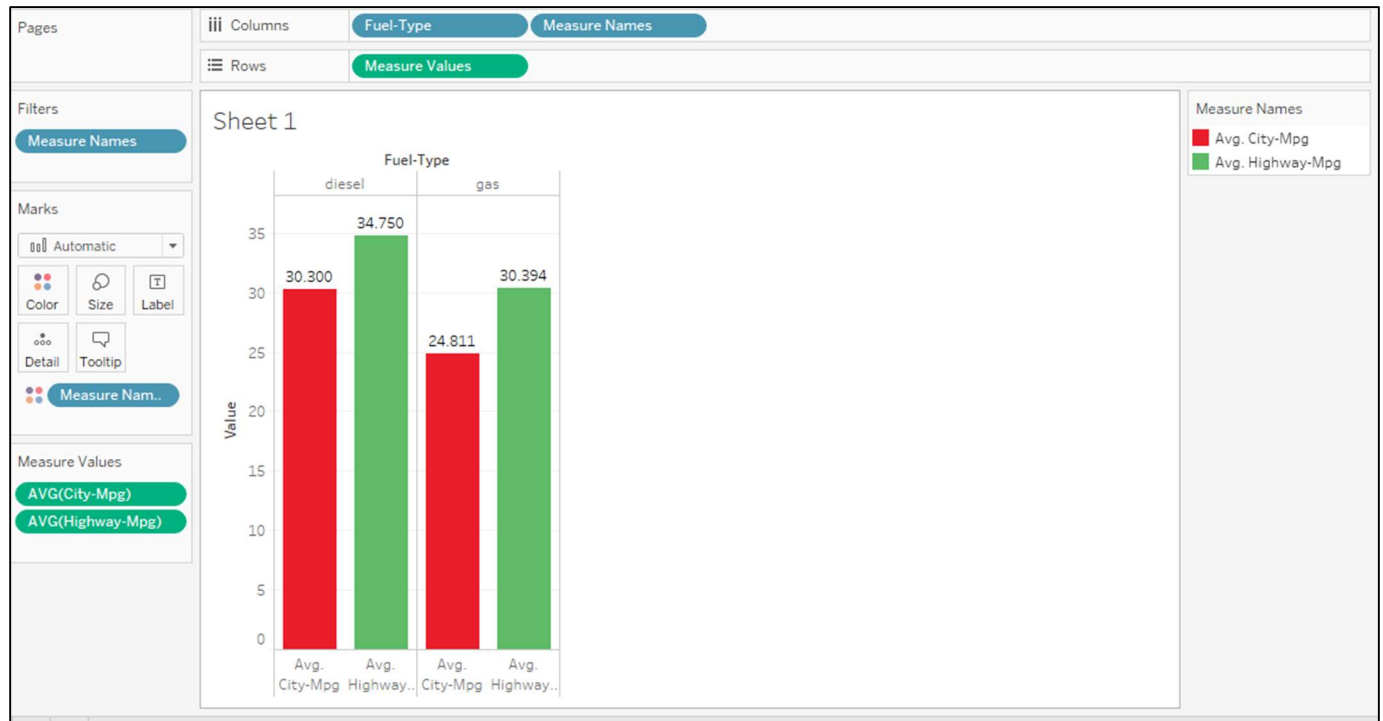 Pages
Columns Fuel-Type Measure Names
Rows Measure Values
Filters
Measure Names
Marks
Automatic
Color Size Label
Detail Tooltip
Measure Nam..
Measure Values
AVG(City-Mpg)
AVG(Highway-Mpg)
Sheet 1
Fuel-Type
diesel gas
34.750
35
30.300 30.394
30
24.811
25
20
Value
15
10
5
0
Avg. Avg. Avg. Avg.
City-Mpg Highway.. City-Mpg Highway..
Measure Names
Avg. City-Mpg
Avg. Highway-Mpg